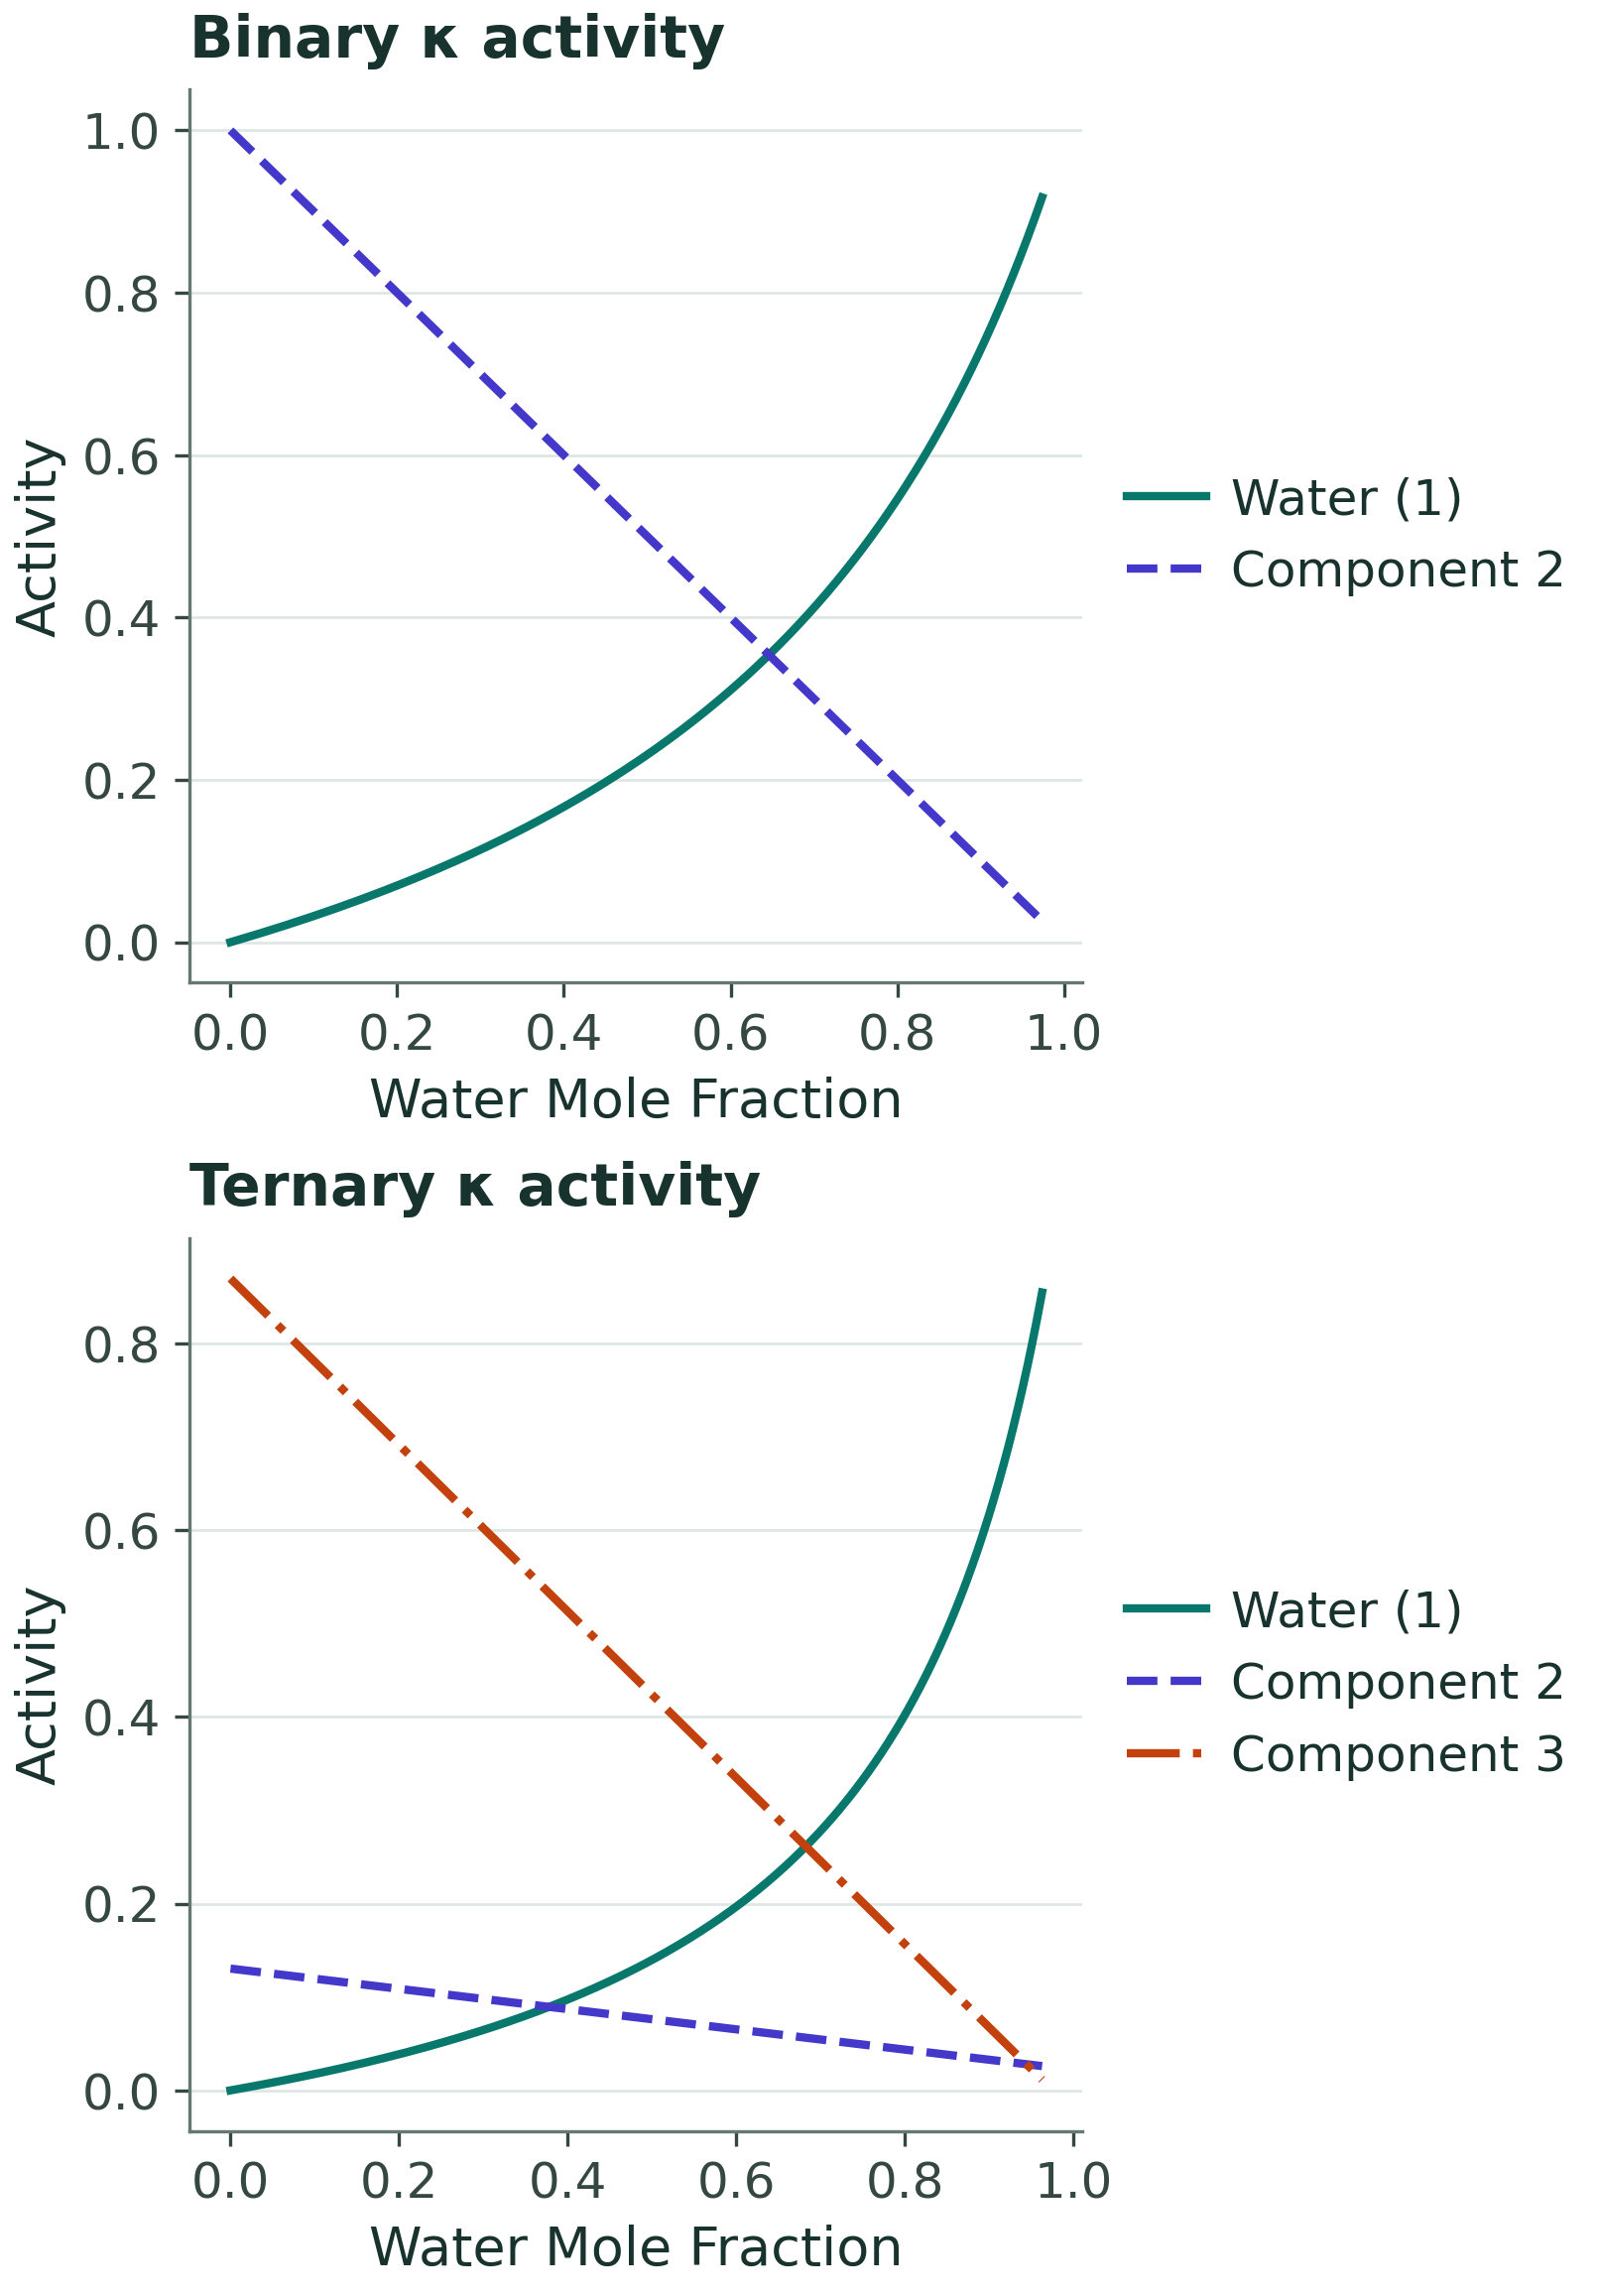 Binary κ activity
1.0
0.8
0.6
0.4
0.2
0.0
Activity
0.0 0.2 0.4 0.6 0.8 1.0
Water Mole Fraction
Water (1)
Component 2
Ternary κ activity
0.8
0.6
0.4
0.2
0.0
Activity
0.0 0.2 0.4 0.6 0.8 1.0
Water Mole Fraction
Water (1)
Component 2
Component 3